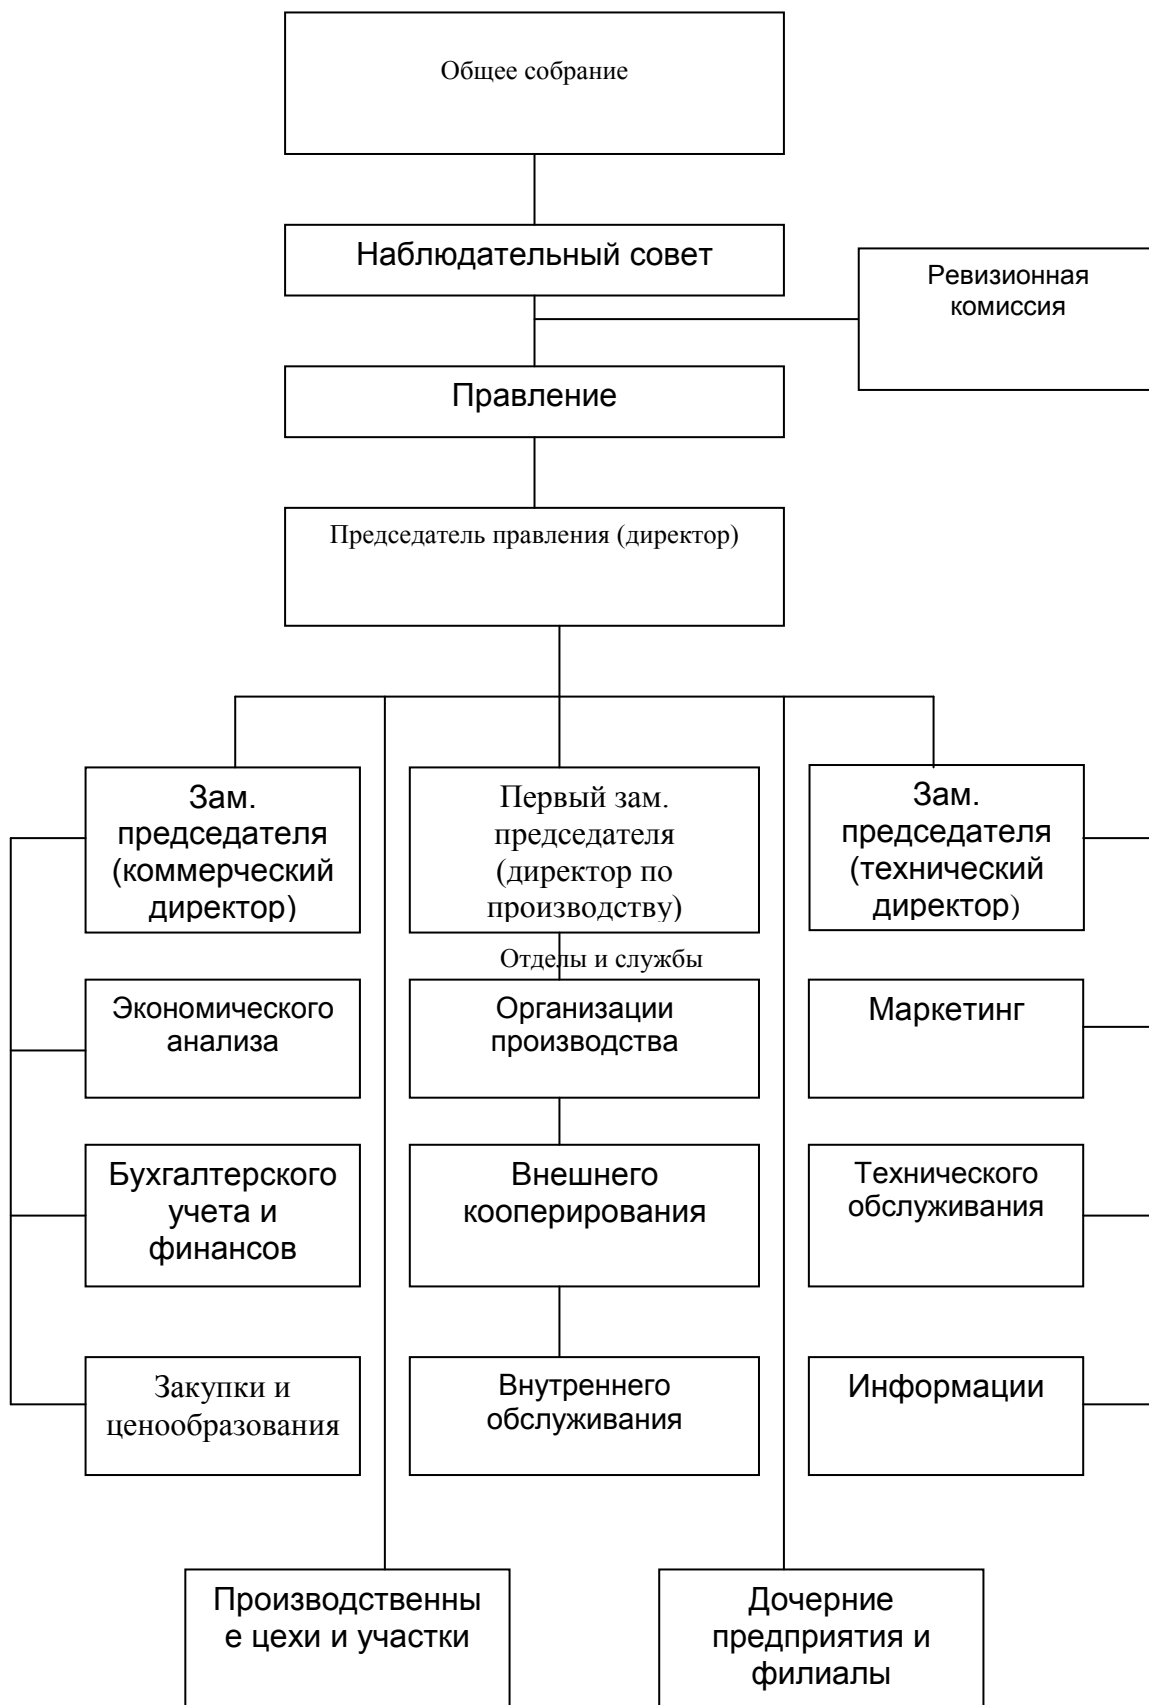 Общее собрание
Наблюдательный совет
Ревизионная
комиссия
Правление
Председатель правления (директор)
Зам.
председателя
(коммерческий
директор)
Первый зам.
председателя
(директор по
производству)
Зам.
председателя
(технический
директор)
Отделы и службы
Экономического
анализа
Организации
производства
Маркетинг
Бухгалтерского
учета и
финансов
Внешнего
кооперирования
Технического
обслуживания
Закупки и
ценообразования
Внутреннего
обслуживания
Информации
Производственны
е цехи и участки
Дочерние
предприятия и
филиалы